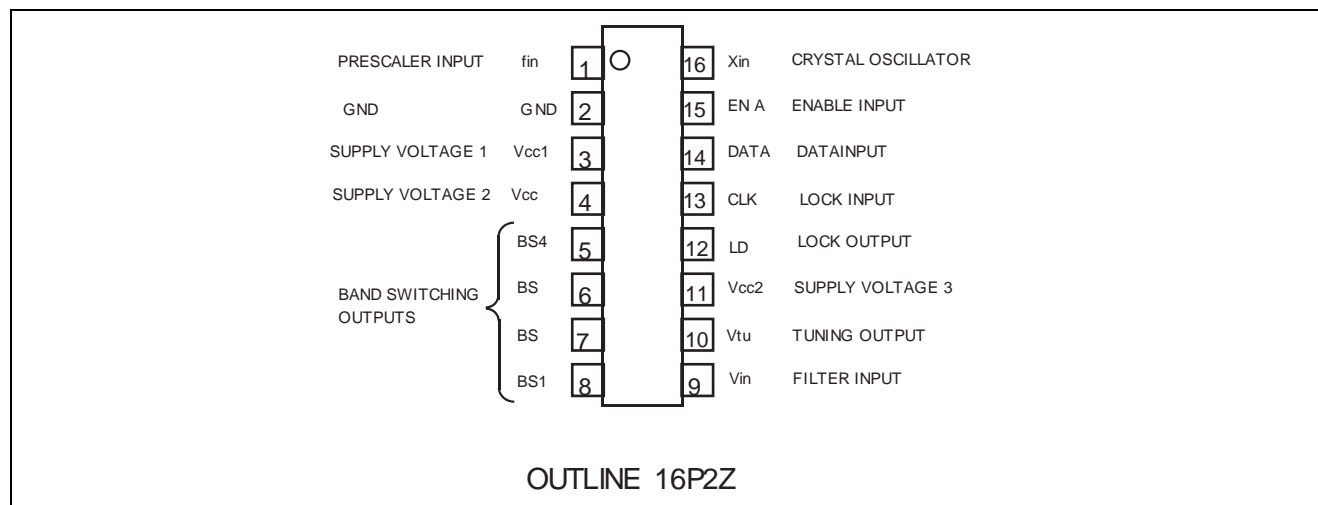 PRESCALER INPUT fin 1 16 Xin CRYSTAL OSCILLATOR
GND GND 2 15 EN A ENABLE INPUT
SUPPLY VOLTAGE 1 Vcc1 3 14 DATA DATAINPUT
SUPPLY VOLTAGE 2 Vcc 4 13 CLK LOCK INPUT
BS4 5 12 LD LOCK OUTPUT
BAND SWITCHING
OUTPUTS
BS 6 11 Vcc2 SUPPLY VOLTAGE 3
BS 7 10 Vtu TUNING OUTPUT
BS1 8 9 Vin FILTER INPUT
OUTLINE 16P2Z